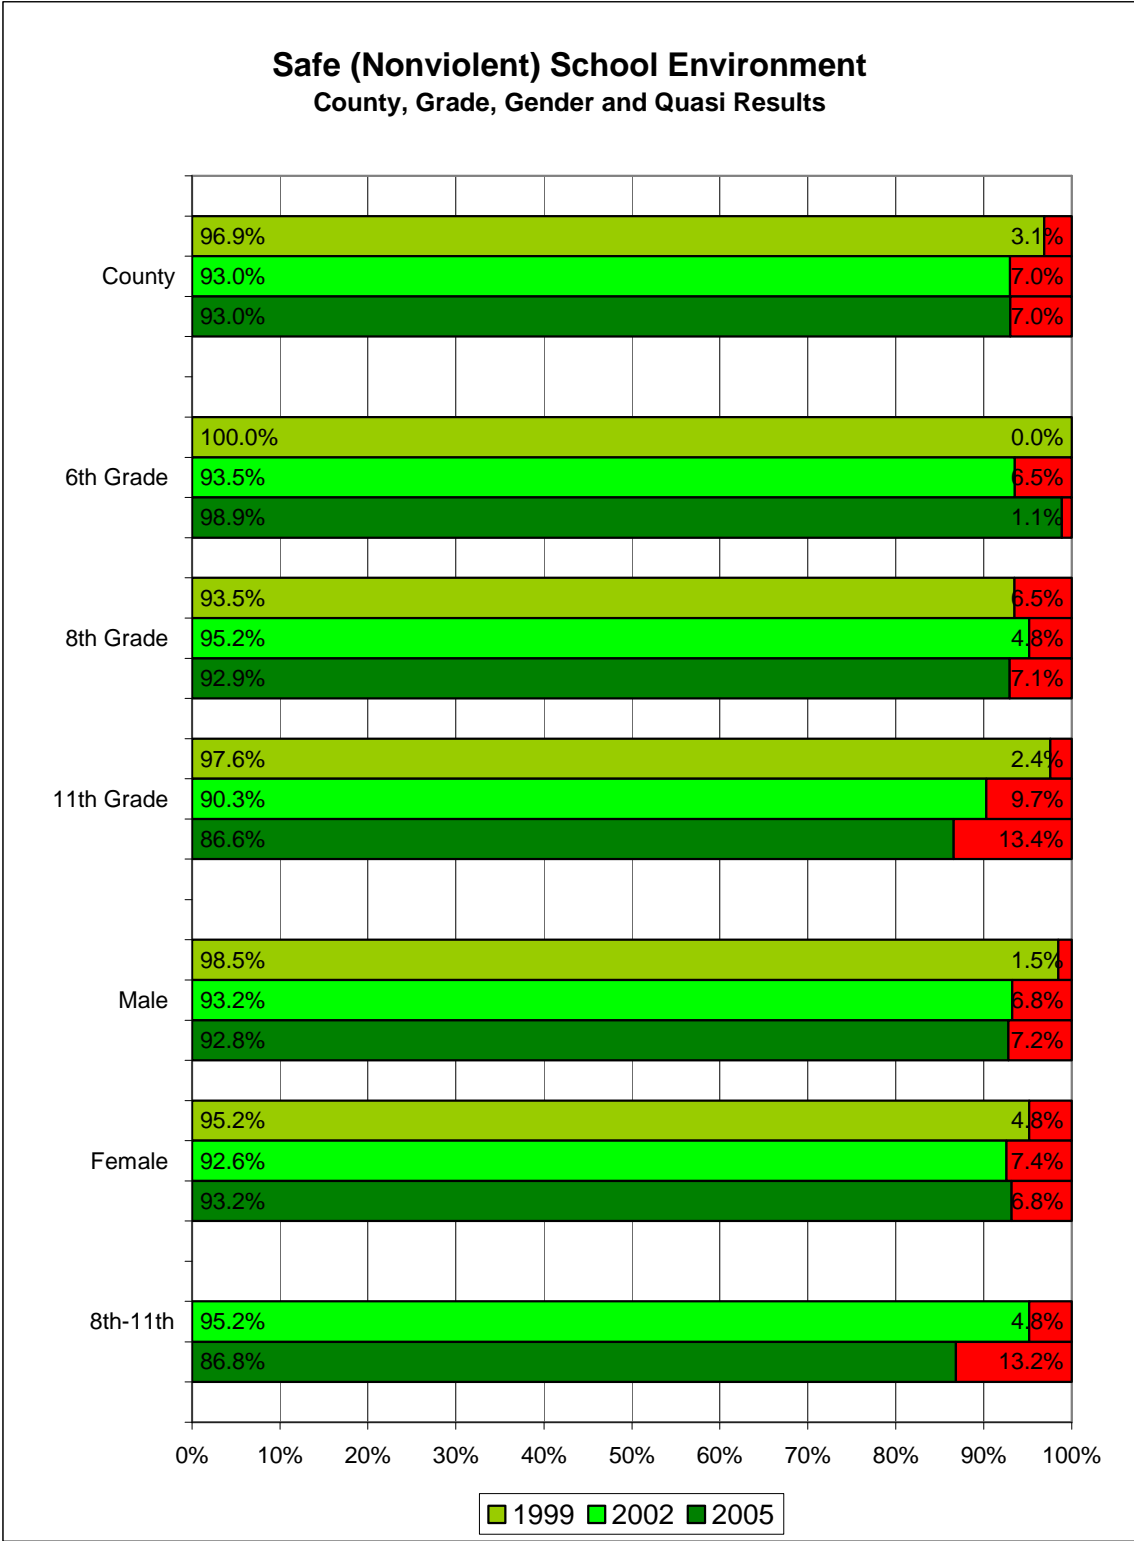 Safe (Nonviolent) School Environment
County, Grade, Gender and Quasi Results
County
96.9% 3.1%
93.0% 7.0%
93.0% 7.0%
6th Grade
100.0% 0.0%
93.5% 6.5%
98.9% 1.1%
8th Grade
93.5% 6.5%
95.2% 4.8%
92.9% 7.1%
11th Grade
97.6% 2.4%
90.3% 9.7%
86.6% 13.4%
Male
98.5% 1.5%
93.2% 6.8%
92.8% 7.2%
Female
95.2% 4.8%
92.6% 7.4%
93.2% 6.8%
8th-11th
95.2% 4.8%
86.8% 13.2%
0% 10% 20% 30% 40% 50% 60% 70% 80% 90% 100%
1999 2002 2005